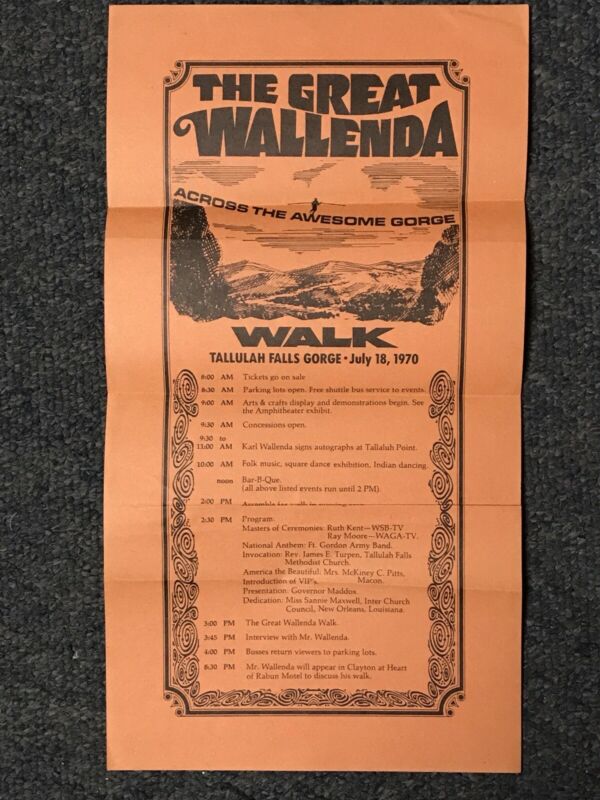 THE GREAT
WALLENDA
ACROSS THE AWESOME GORGE
WALK
TALLULAH FALLS GORGE • July 18, 1970
8:00 AM Tickets go on sale
8:30 AM Parking lots open. Free shuttle bus service to events.
9:00 AM Arts & crafts display and demonstrations begin. See
the Amphitheater exhibit.
9:30 AM Concessions open.
9:30 to
11:00 AM Karl Wallenda signs autographs at Tallaluh Point.
10:00 AM Folk music, square dance exhibition, Indian dancing.
noon Bar-B-Que.
(all above listed events run until 2 PM).
2:00 PM Assemble for walk in
2:30 PM Program:
Masters of Ceremonies: Ruth Kent—WSB-TV
Ray Moore—WAGA-TV.
National Anthem: Ft. Gordon Army Band.
Invocation: Rev. James E. Turpen, Tallulah Falls
Methodist Church.
America the Beautiful: Mrs. McKiney C. Pitts,
Macon.
Introduction of VIP's.
Presentation: Governor Maddox.
Dedication: Miss Sannie Maxwell, Inter Church
Council, New Orleans, Louisiana.
3:00 PM The Great Wallenda Walk.
3:45 PM Interview with Mr. Wallenda.
4:00 PM Busses return viewers to parking lots.
8:30 PM Mr. Wallenda will appear in Clayton at Heart
of Rabun Motel to discuss his walk.